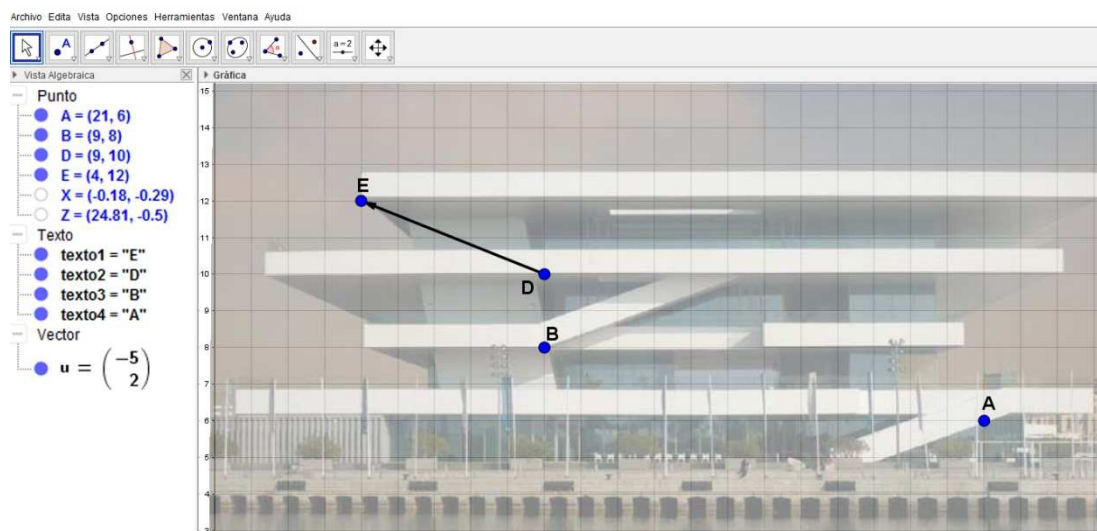 Archivo Edita Vista Opciones Herramientas Ventana Ayuda
A
α
a=2
Vista Algebraica
Gráfica
Punto
A = (21, 6)
B = (9, 8)
D = (9, 10)
E = (4, 12)
X = (-0.18, -0.29)
Z = (24.81, -0.5)
Texto
texto1 = "E"
texto2 = "D"
texto3 = "B"
texto4 = "A"
Vector
u = (-5
2)
15
14
13
12
11
10
9
8
7
6
5
4
3
E
D
B
A